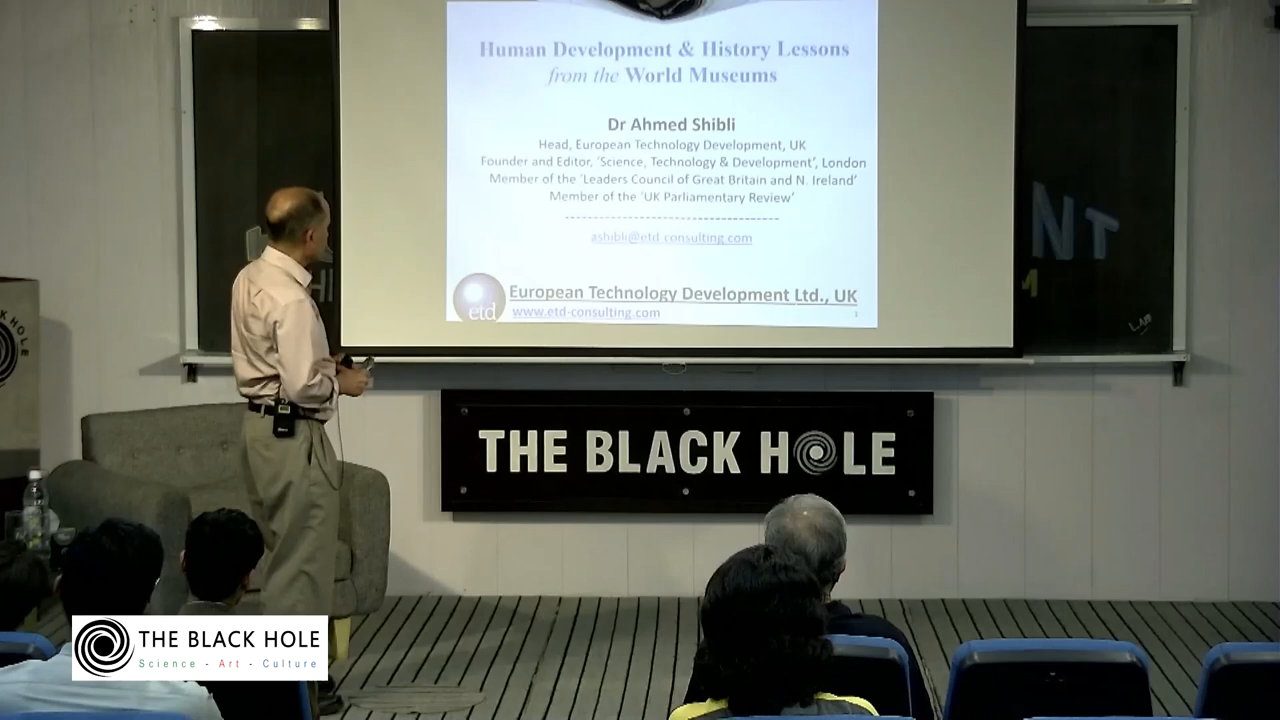 Human Development & History Lessons
from the World Museums
Dr Ahmed Shibli
Head, European Technology Development, UK
Founder and Editor, 'Science, Technology & Development', London
Member of the 'Leaders Council of Great Britain and N. Ireland'
Member of the 'UK Parliamentary Review'
ashibli@etd-consulting.com
etd
European Technology Development Ltd., UK
www.etd-consulting.com
1
NT
THE BLACK HOLE
THE BLACK HOLE
Science - Art - Culture